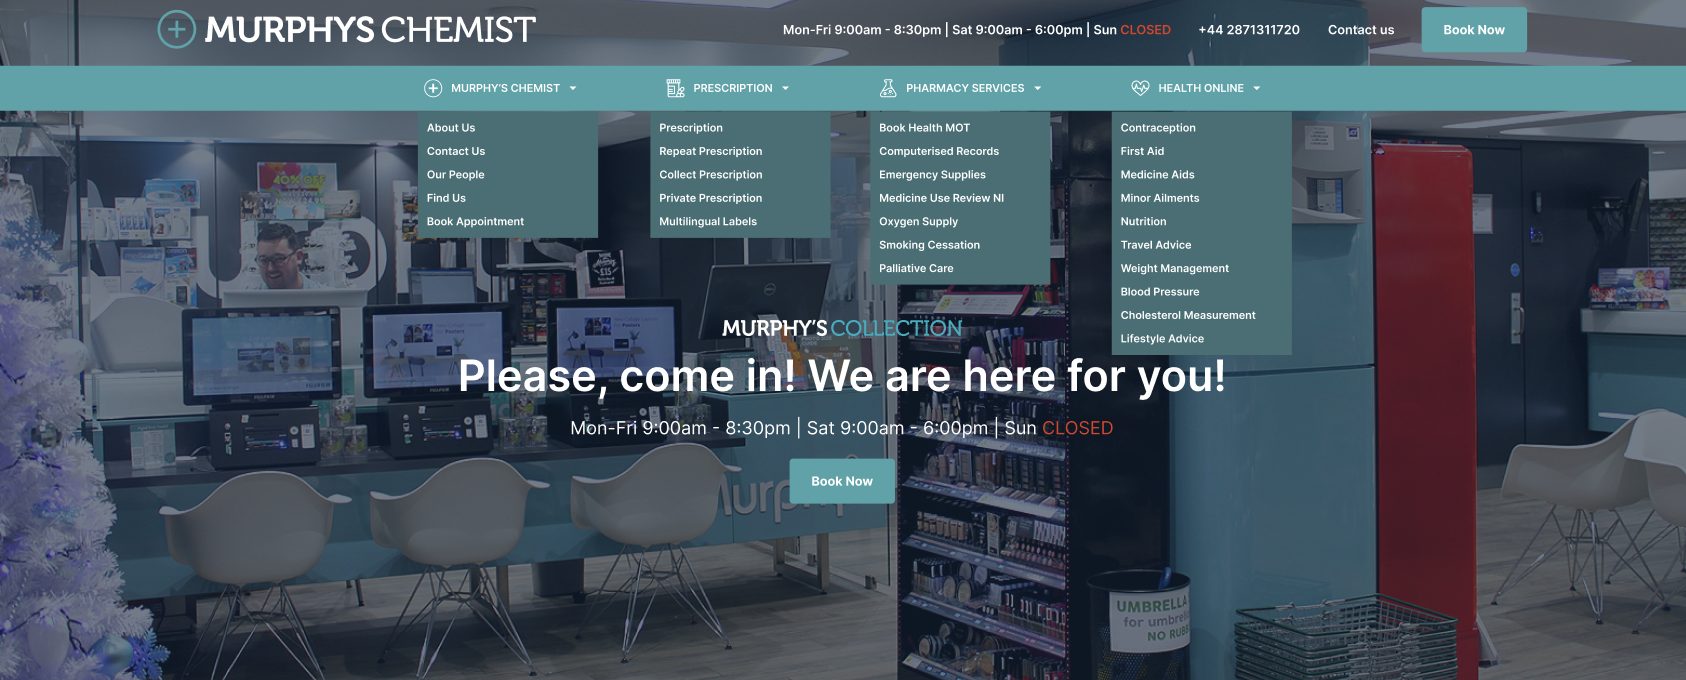 MURPHYS CHEMIST
Mon-Fri 9:00am - 8:30pm | Sat 9:00am - 6:00pm | Sun CLOSED
+44 2871311720
Contact us
Book Now
MURPHY'S CHEMIST
PRESCRIPTION
PHARMACY SERVICES
HEALTH ONLINE
About Us
Contact Us
Our People
Find Us
Book Appointment
Prescription
Repeat Prescription
Collect Prescription
Private Prescription
Multilingual Labels
Book Health MOT
Computerised Records
Emergency Supplies
Medicine Use Review NI
Oxygen Supply
Smoking Cessation
Palliative Care
Contraception
First Aid
Medicine Aids
Minor Ailments
Nutrition
Travel Advice
Weight Management
Blood Pressure
Cholesterol Measurement
Lifestyle Advice
40% OFF
£15
DELL
MURPHY'S COLLECTION
Please, come in! We are here for you!
Mon-Fri 9:00am - 8:30pm | Sat 9:00am - 6:00pm | Sun CLOSED
Book Now
Murp
UMBRELLA
for umbrel
NO RUBB